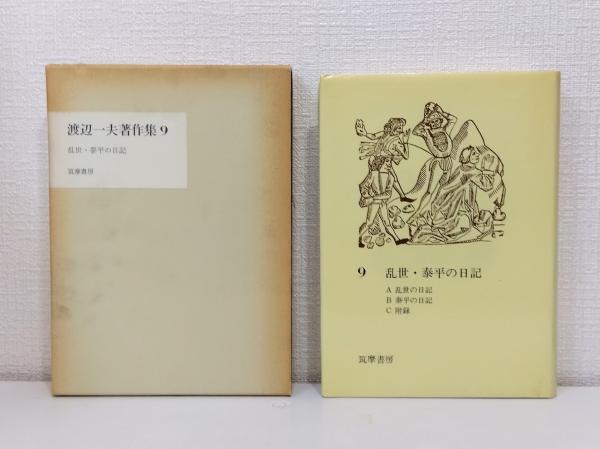 渡辺一夫著作集9
乱世・泰平の日記
筑摩書房
9 乱世・泰平の日記
A 乱世の日記
B 泰平の日記
C 附録
筑摩書房